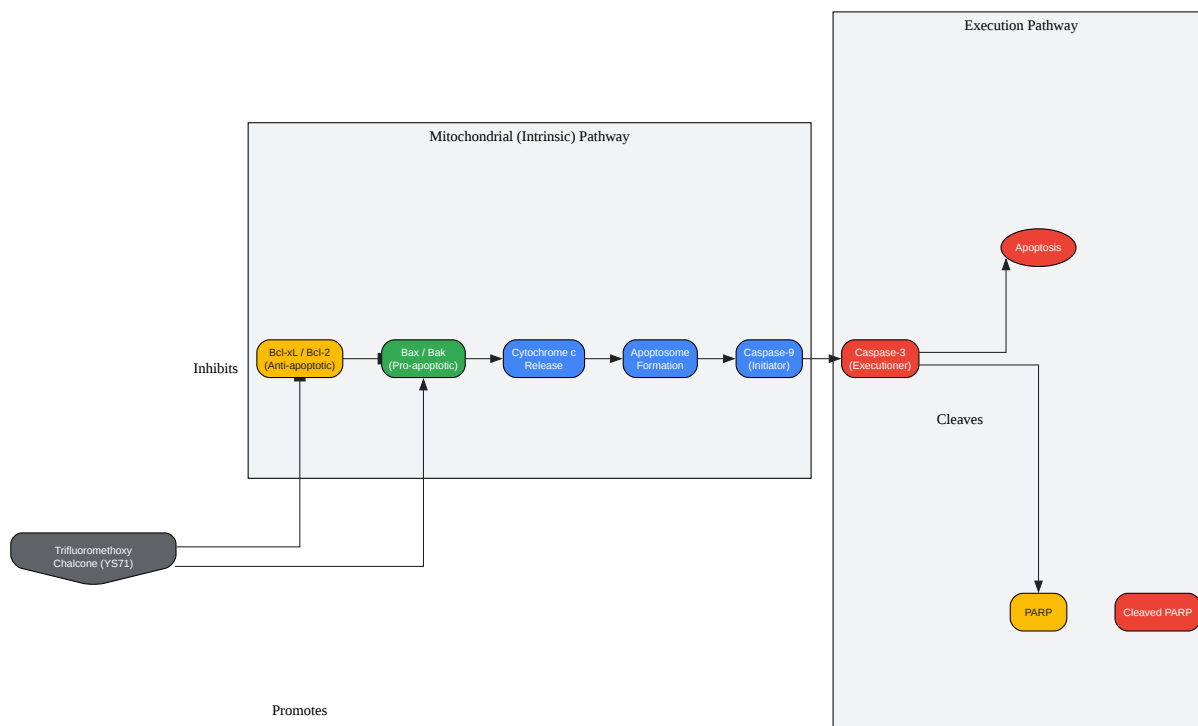 Execution Pathway
Mitochondrial (Intrinsic) Pathway
Apoptosis
Inhibits
Bcl-xL / Bcl-2
(Anti-apoptotic)
Bax / Bak
(Pro-apoptotic)
Cytochrome c
Release
Apoptosome
Formation
Caspase-9
(Initiator)
Caspase-3
(Executioner)
Cleaves
Trifluoromethoxy
Chalcone (YS71)
PARP
Cleaved PARP
Promotes